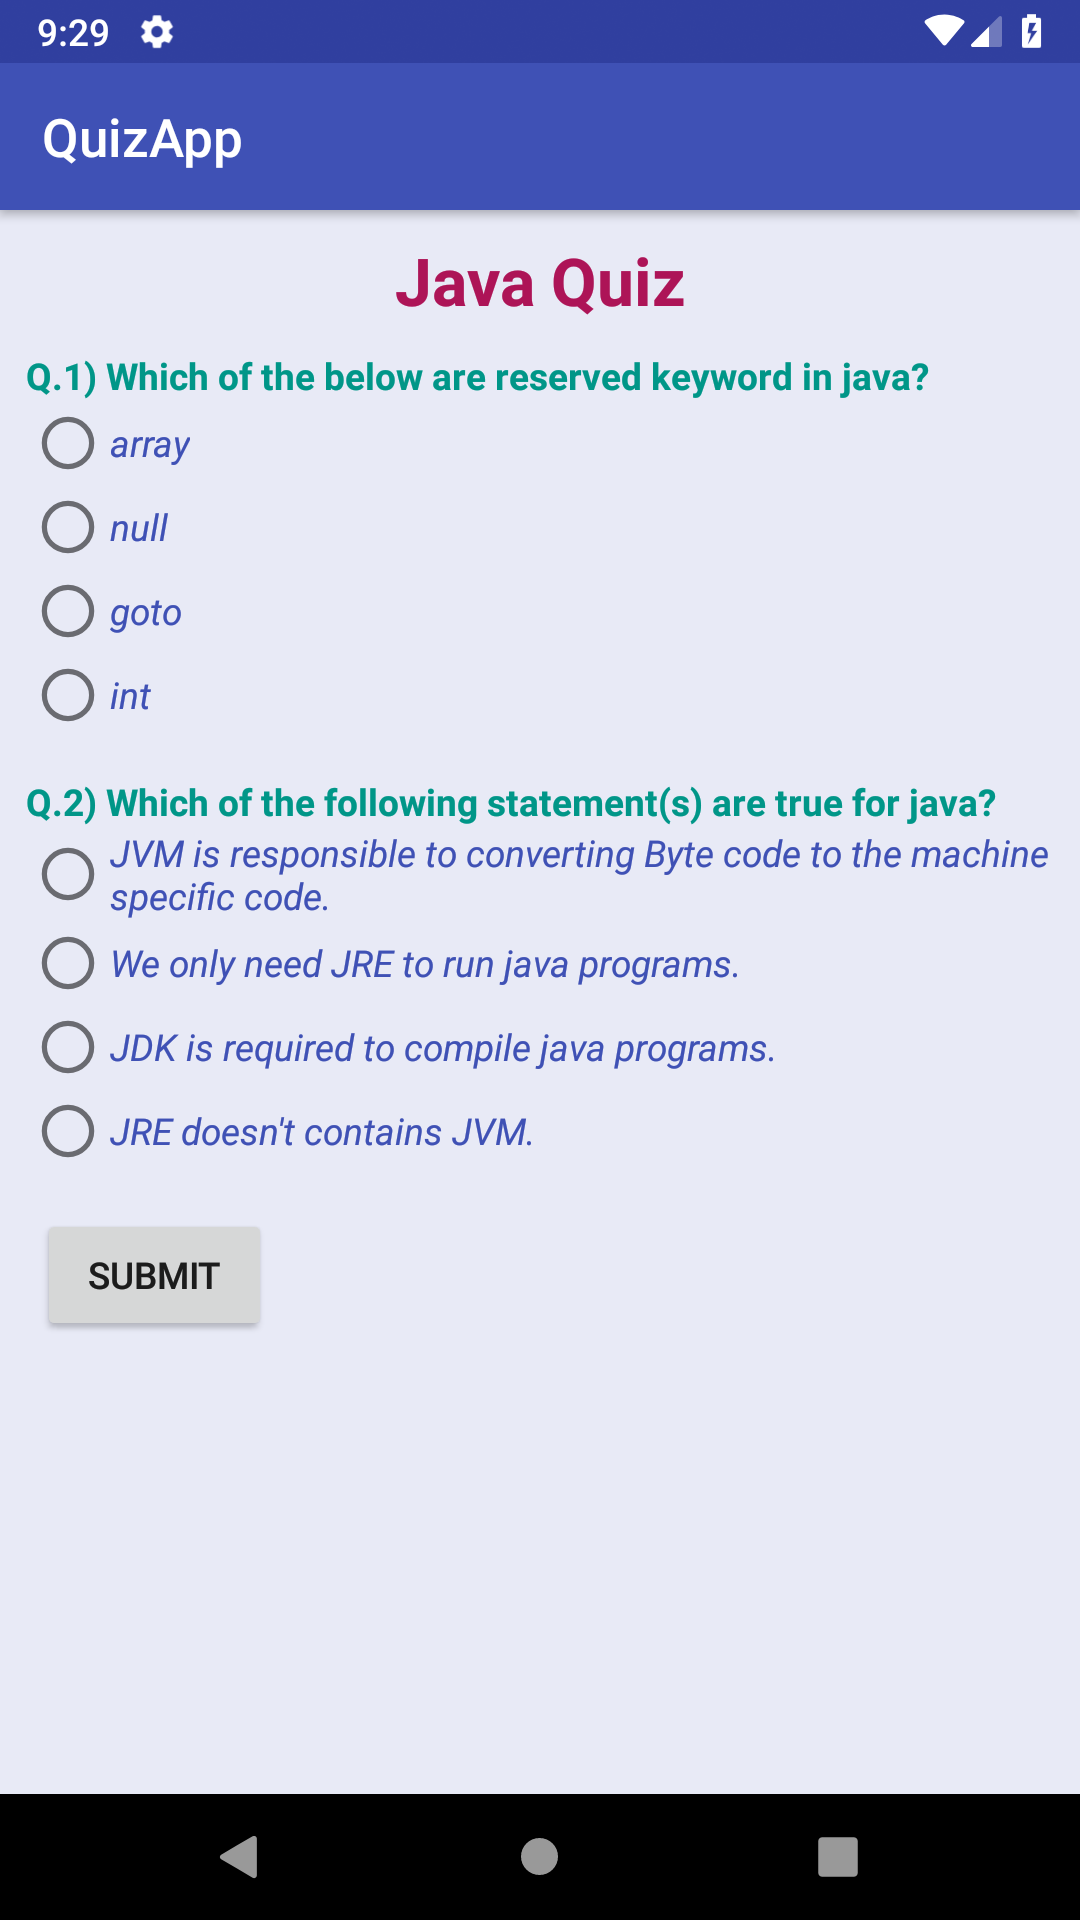 9:29
QuizApp
Java Quiz
Q.1) Which of the below are reserved keyword in java?
array
null
goto
int
Q.2) Which of the following statement(s) are true for java?
JVM is responsible to converting Byte code to the machine
specific code.
We only need JRE to run java programs.
JDK is required to compile java programs.
JRE doesn't contains JVM.
SUBMIT